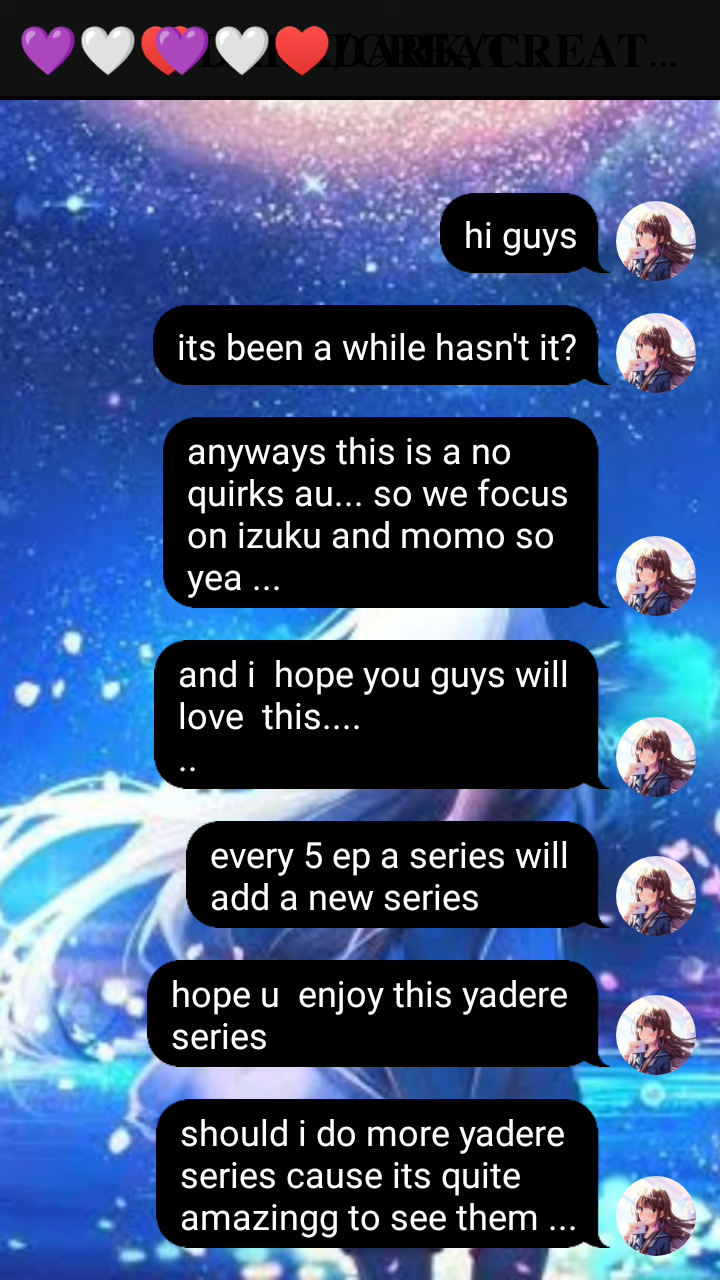 💜🤍❤️💜🤍❤️
hi guys
its been a while hasn't it?
anyways this is a no
quirks au... so we focus
on izuku and momo so
yea ...
and i  hope you guys will
love  this....
..
every 5 ep a series will
add a new series
hope u  enjoy this yadere
series
should i do more yadere
series cause its quite
amazingg to see them ...